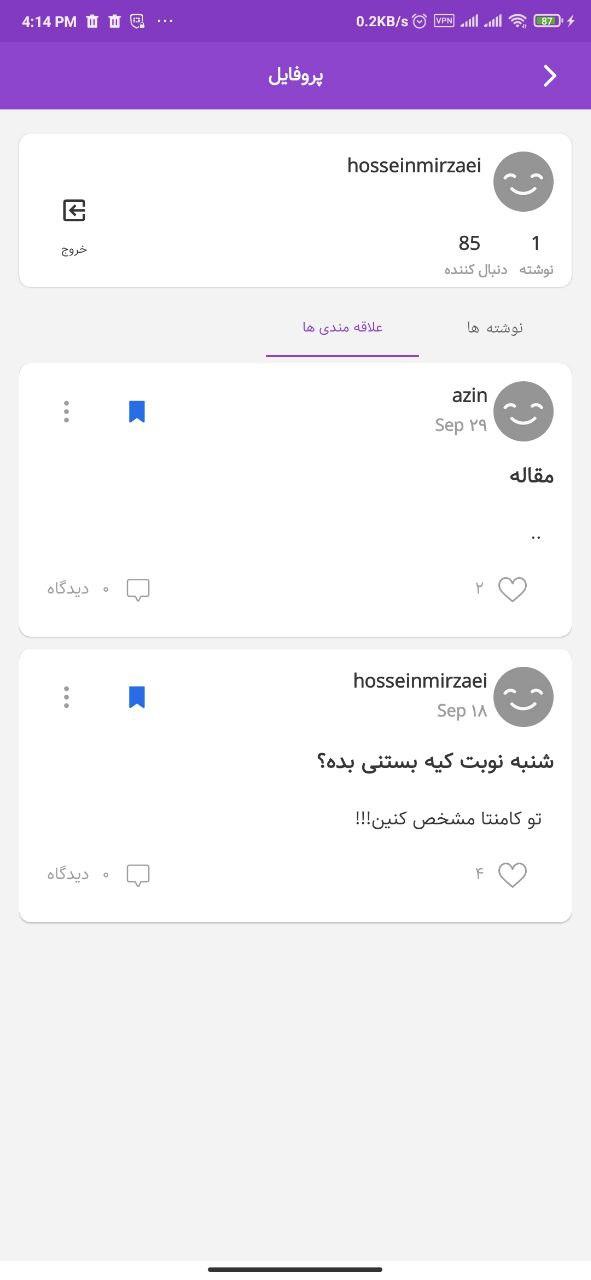 4:14 PM ... 0.2KB/s VPN 87
پروفایل
hosseinmirzaei
1 85
نوشته دنبال کننده
خروج
نوشته ها علاقه مندی ها
azin
Sep ۲۹
مقاله
..
۲ ۰ دیدگاه
hosseinmirzaei
Sep ۱۸
شنبه نوبت کیه بستنی بده؟
تو کامنتا مشخص کنین!!!
۴ ۰ دیدگاه